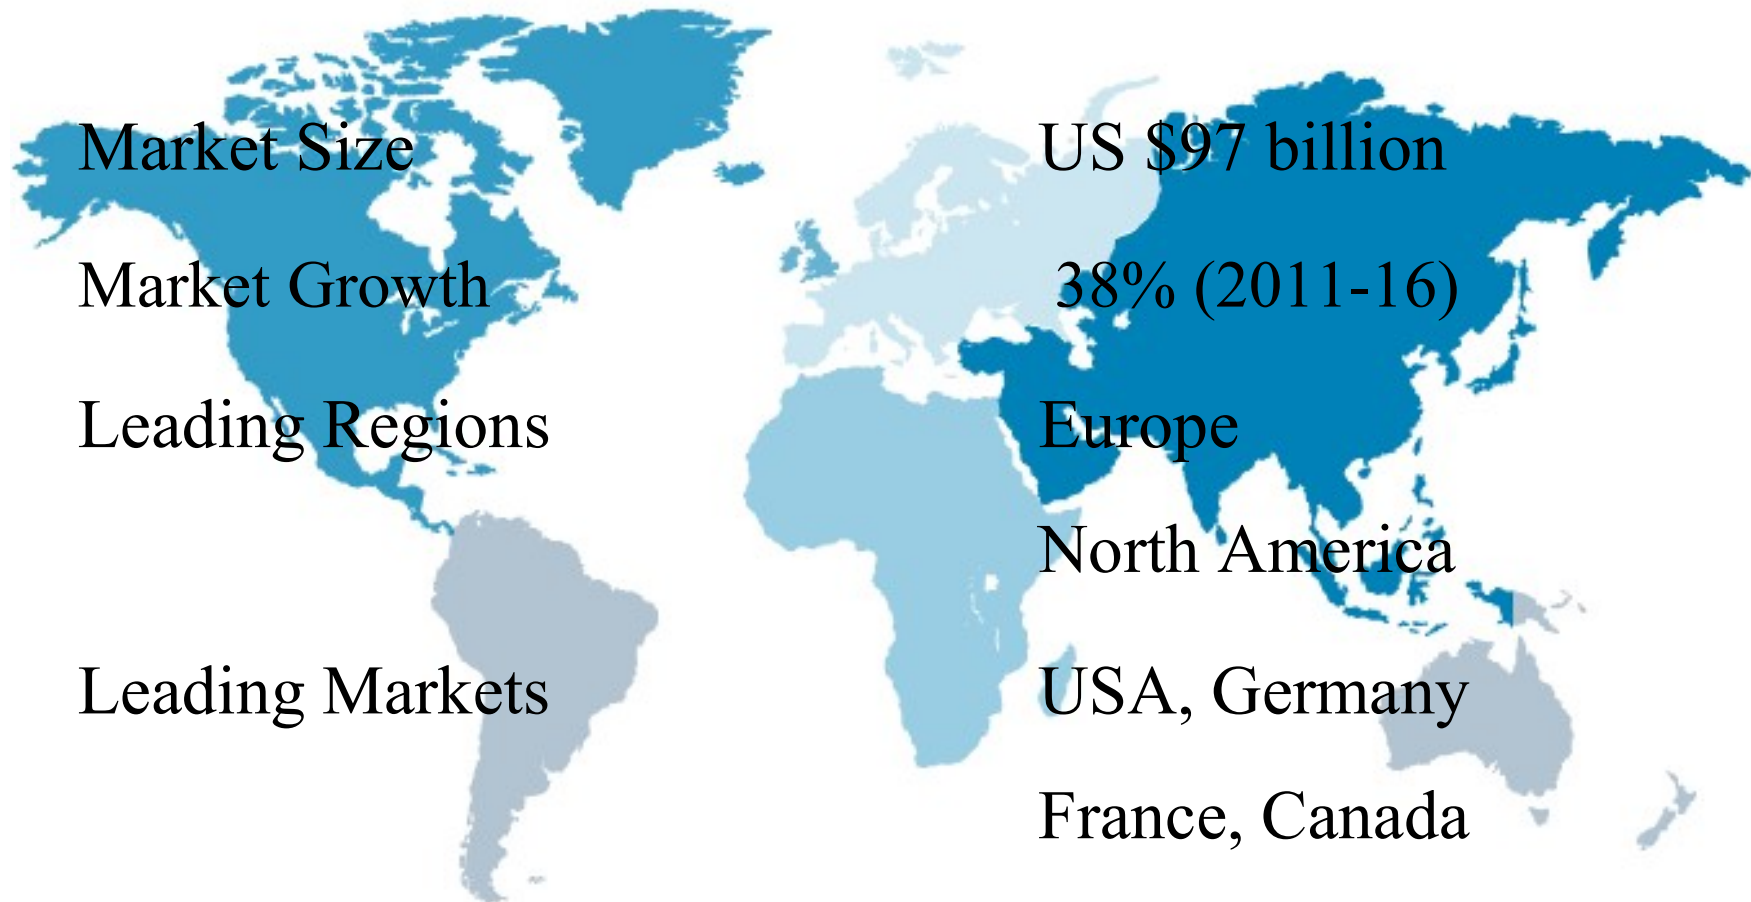 Market Size US $97 billion
Market Growth 38% (2011-16)
Leading Regions Europe
North America
Leading Markets USA, Germany
France, Canada